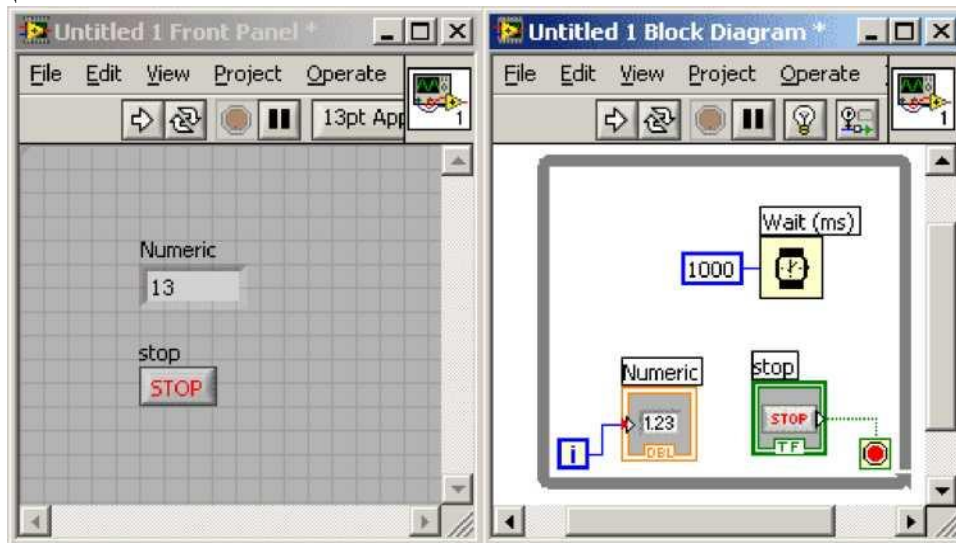 Untitled 1 Front Panel *
File Edit View Project Operate
13pt App
1
Numeric
13
stop
STOP
Untitled 1 Block Diagram *
File Edit View Project Operate
1
Wait (ms)
1000
Numeric
1.23
DBL
i
stop
STOP
TF